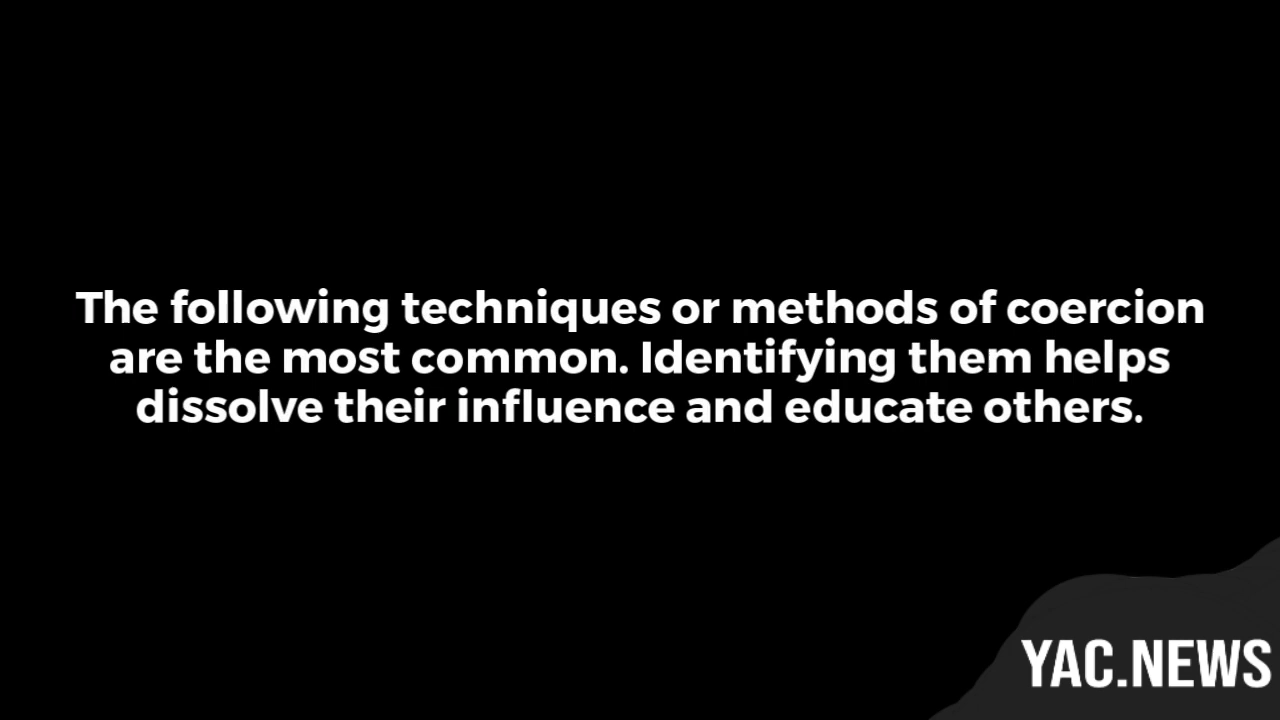 The following techniques or methods of coercion
are the most common. Identifying them helps
dissolve their influence and educate others.
YAC.NEWS